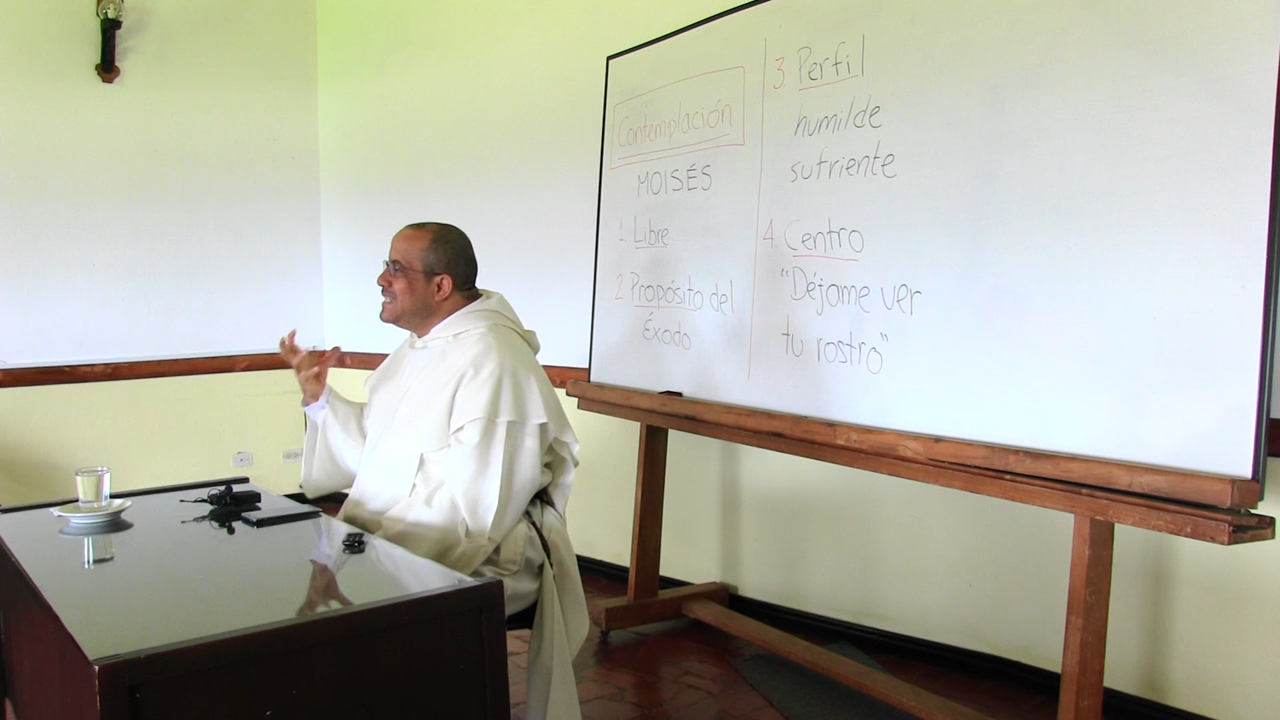 Contemplación
MOISÉS
1. Libre
2 Propósito del
Éxodo
3. Perfil
humilde
sufriente
4. Centro
"Déjame ver
tu rostro"